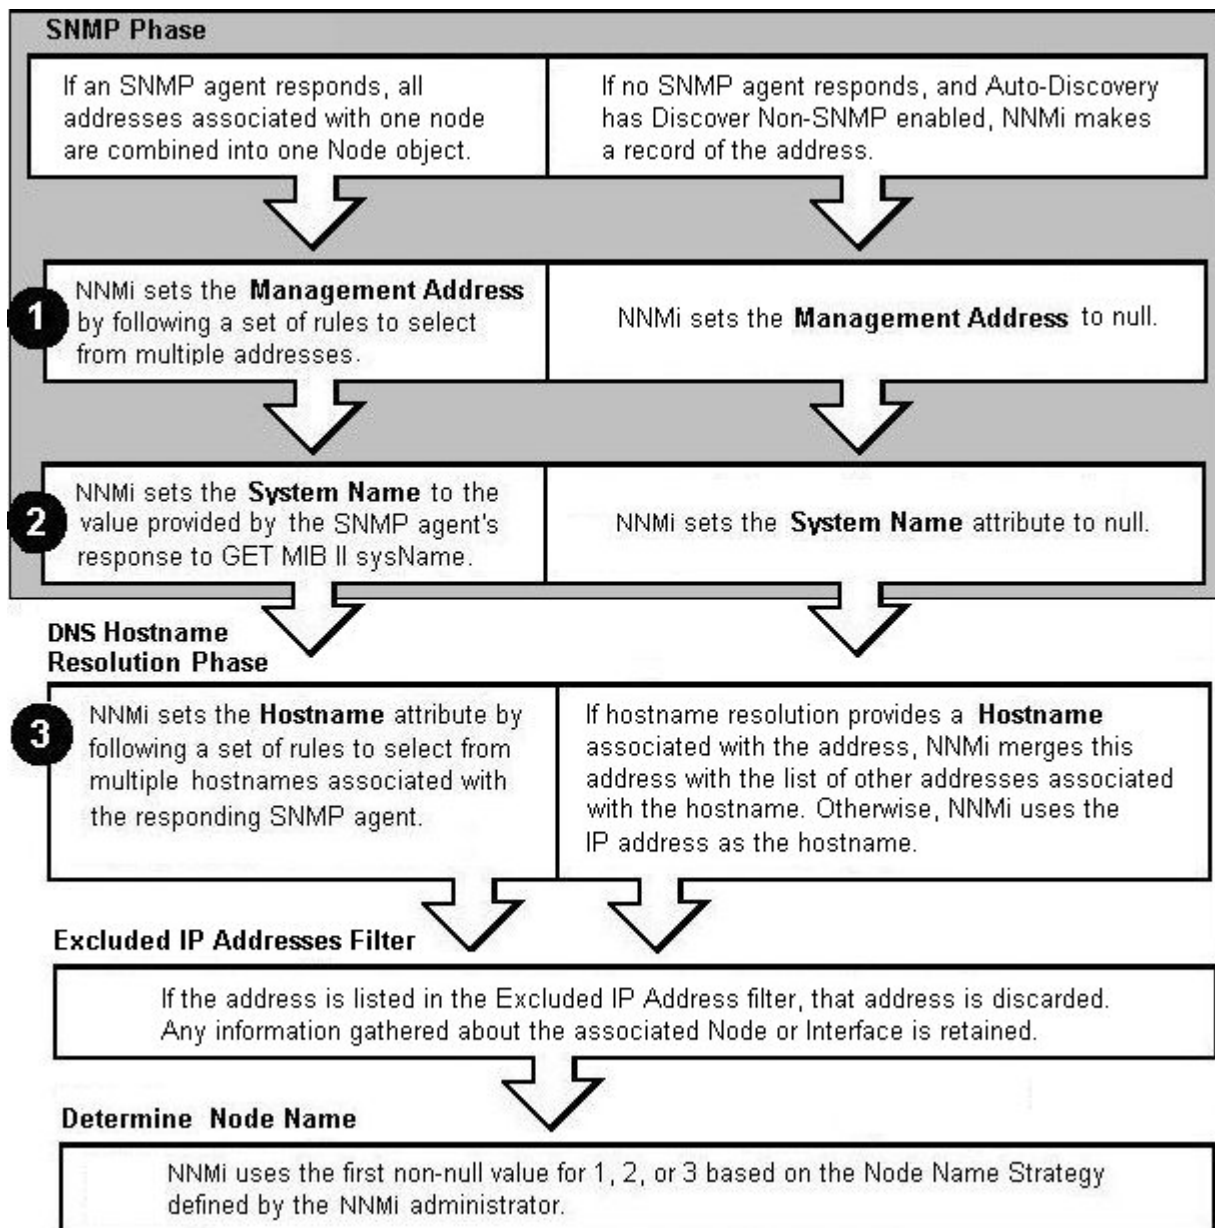 SNMP Phase
If an SNMP agent responds, all
addresses associated with one node
are combined into one Node object.
If no SNMP agent responds, and Auto-Discovery
has Discover Non-SNMP enabled, NNMi makes
a record of the address.
1
NNMi sets the Management Address
by following a set of rules to select
from multiple addresses.
NNMi sets the Management Address to null.
2
NNMi sets the System Name to the
value provided by the SNMP agent's
response to GET MIB II sysName.
NNMi sets the System Name attribute to null.
DNS Hostname
Resolution Phase
3
NNMi sets the Hostname attribute by
following a set of rules to select from
multiple hostnames associated with
the responding SNMP agent.
If hostname resolution provides a Hostname
associated with the address, NNMi merges this
address with the list of other addresses associated
with the hostname. Otherwise, NNMi uses the
IP address as the hostname.
Excluded IP Addresses Filter
If the address is listed in the Excluded IP Address filter, that address is discarded.
Any information gathered about the associated Node or Interface is retained.
Determine Node Name
NNMi uses the first non-null value for 1, 2, or 3 based on the Node Name Strategy
defined by the NNMi administrator.